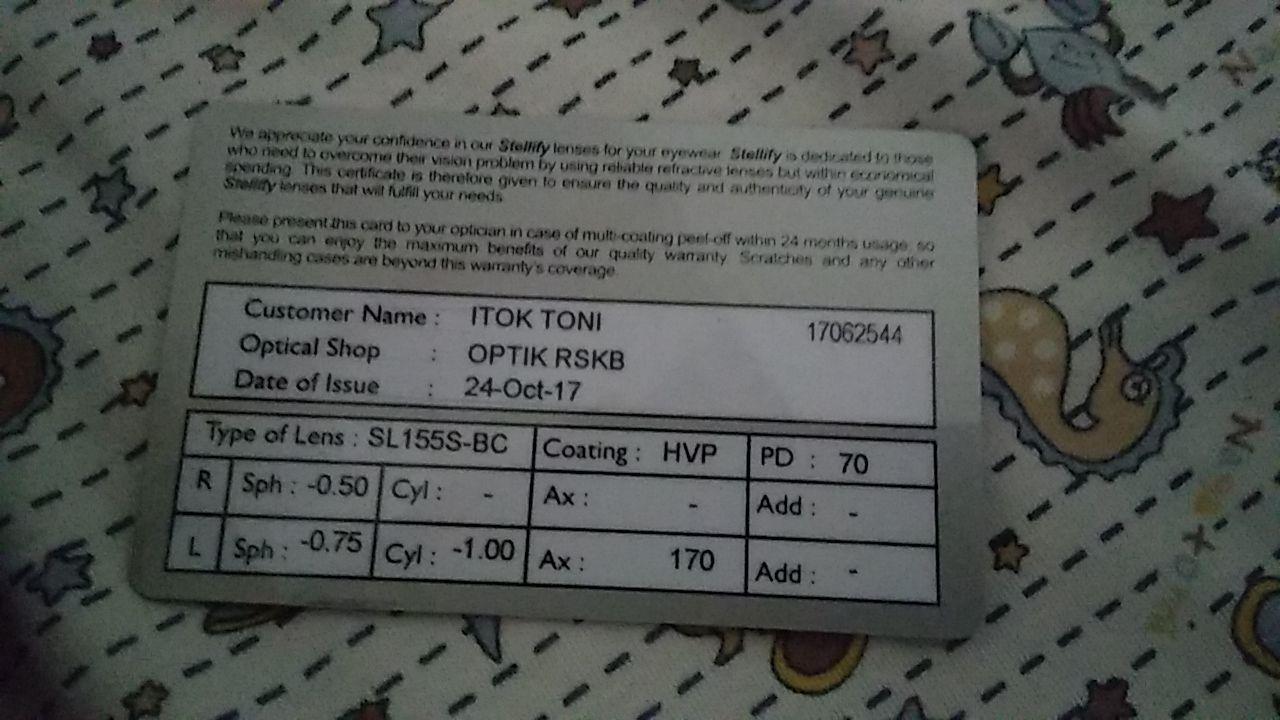 We appreciate your confidence in our Stellify lenses for your eyewear. Stellify is dedicated to those
who need to overcome their vision problem by using reliable refractive lenses but within economical
spending. This certificate is therefore given to ensure the quality and authenticity of your genuine
Stellify lenses that will fulfill your needs.
Please present this card to your optician in case of multi-coating peel-off within 24 months usage, so
that you can enjoy the maximum benefits of our quality warranty. Scratches and any other
mishandling cases are beyond this warranty's coverage.
Customer Name : ITOK TONI 17062544
Optical Shop : OPTIK RSKB
Date of Issue : 24-Oct-17
Type of Lens : SL155S-BC Coating : HVP PD : 70
R Sph : -0.50 Cyl : - Ax : - Add : -
L Sph : -0.75 Cyl : -1.00 Ax : 170 Add : -